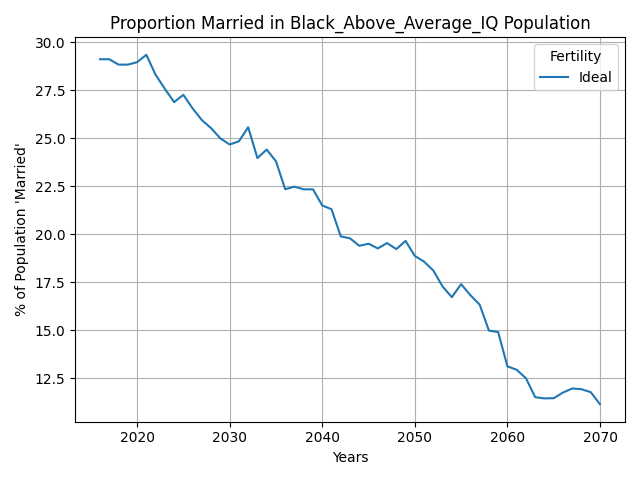 Proportion Married in Black_Above_Average_IQ Population
30.0
27.5
25.0
22.5
20.0
17.5
15.0
12.5
% of Population 'Married'
Fertility
Ideal
2020 2030 2040 2050 2060 2070
Years